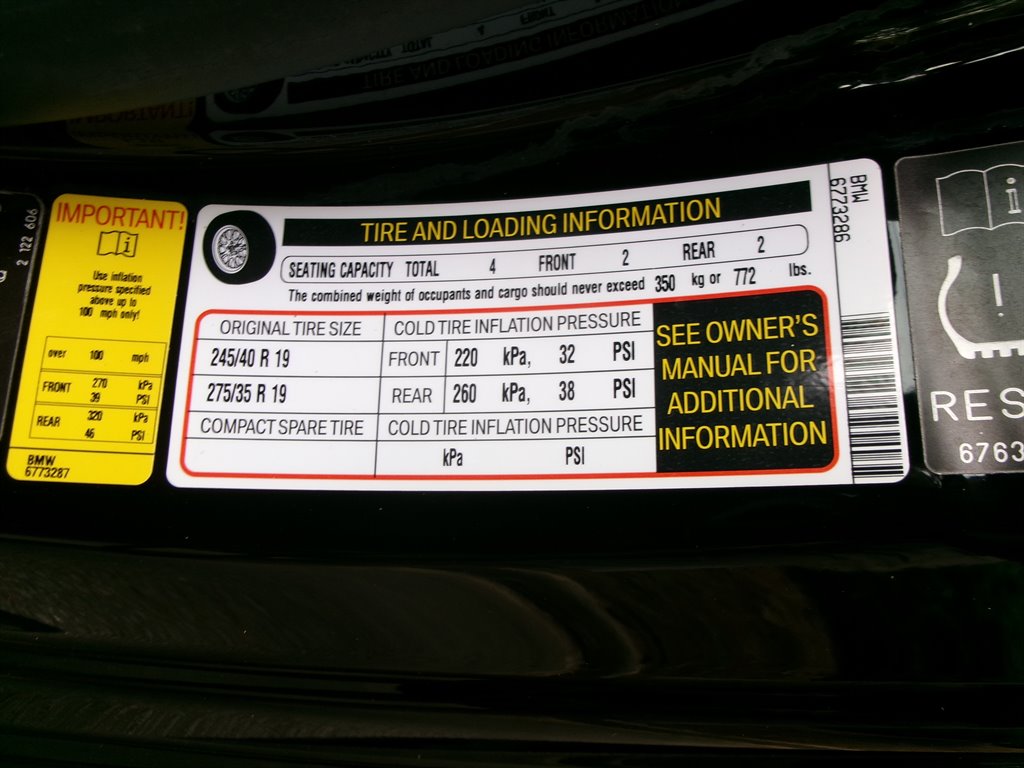 2 122 606
IMPORTANT!
Use inflation
pressure specified
above up to
100 mph only!
over 100 mph
FRONT 270 kPa
39 PSI
REAR 320 kPa
46 PSI
BMW
6773287
TIRE AND LOADING INFORMATION
SEATING CAPACITY TOTAL 4 FRONT 2 REAR 2
The combined weight of occupants and cargo should never exceed 350 kg or 772 lbs.
ORIGINAL TIRE SIZE COLD TIRE INFLATION PRESSURE
245/40 R 19 FRONT 220 kPa, 32 PSI
275/35 R 19 REAR 260 kPa, 38 PSI
COMPACT SPARE TIRE COLD TIRE INFLATION PRESSURE
kPa PSI
SEE OWNER'S
MANUAL FOR
ADDITIONAL
INFORMATION
BMW
6773286
RES
6763